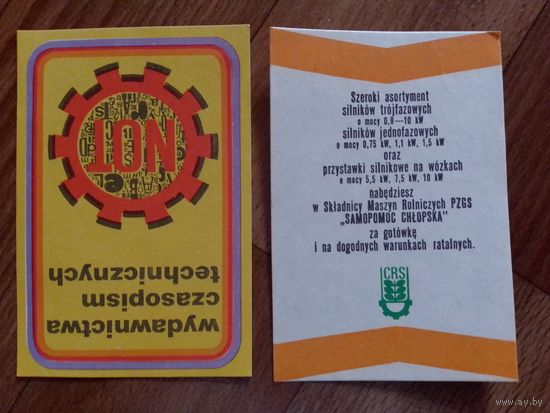 wydawnictwa
czasopism
technicznych
NOT
Szeroki asortyment
silników trójfazowych
o mocy 0,8—10 kW
silników jednofazowych
o mocy 0,75 kW, 1,1 kW, 1,5 kW
oraz
przystawki silnikowe na wózkach
o mocy 5,5 kW, 7,5 kW, 10 kW
nabędziesz
w Składnicy Maszyn Rolniczych PZGS
„SAMOPOMOC CHŁOPSKA"
za gotówkę
i na dogodnych warunkach ratalnych.
CRS
www.ay.by